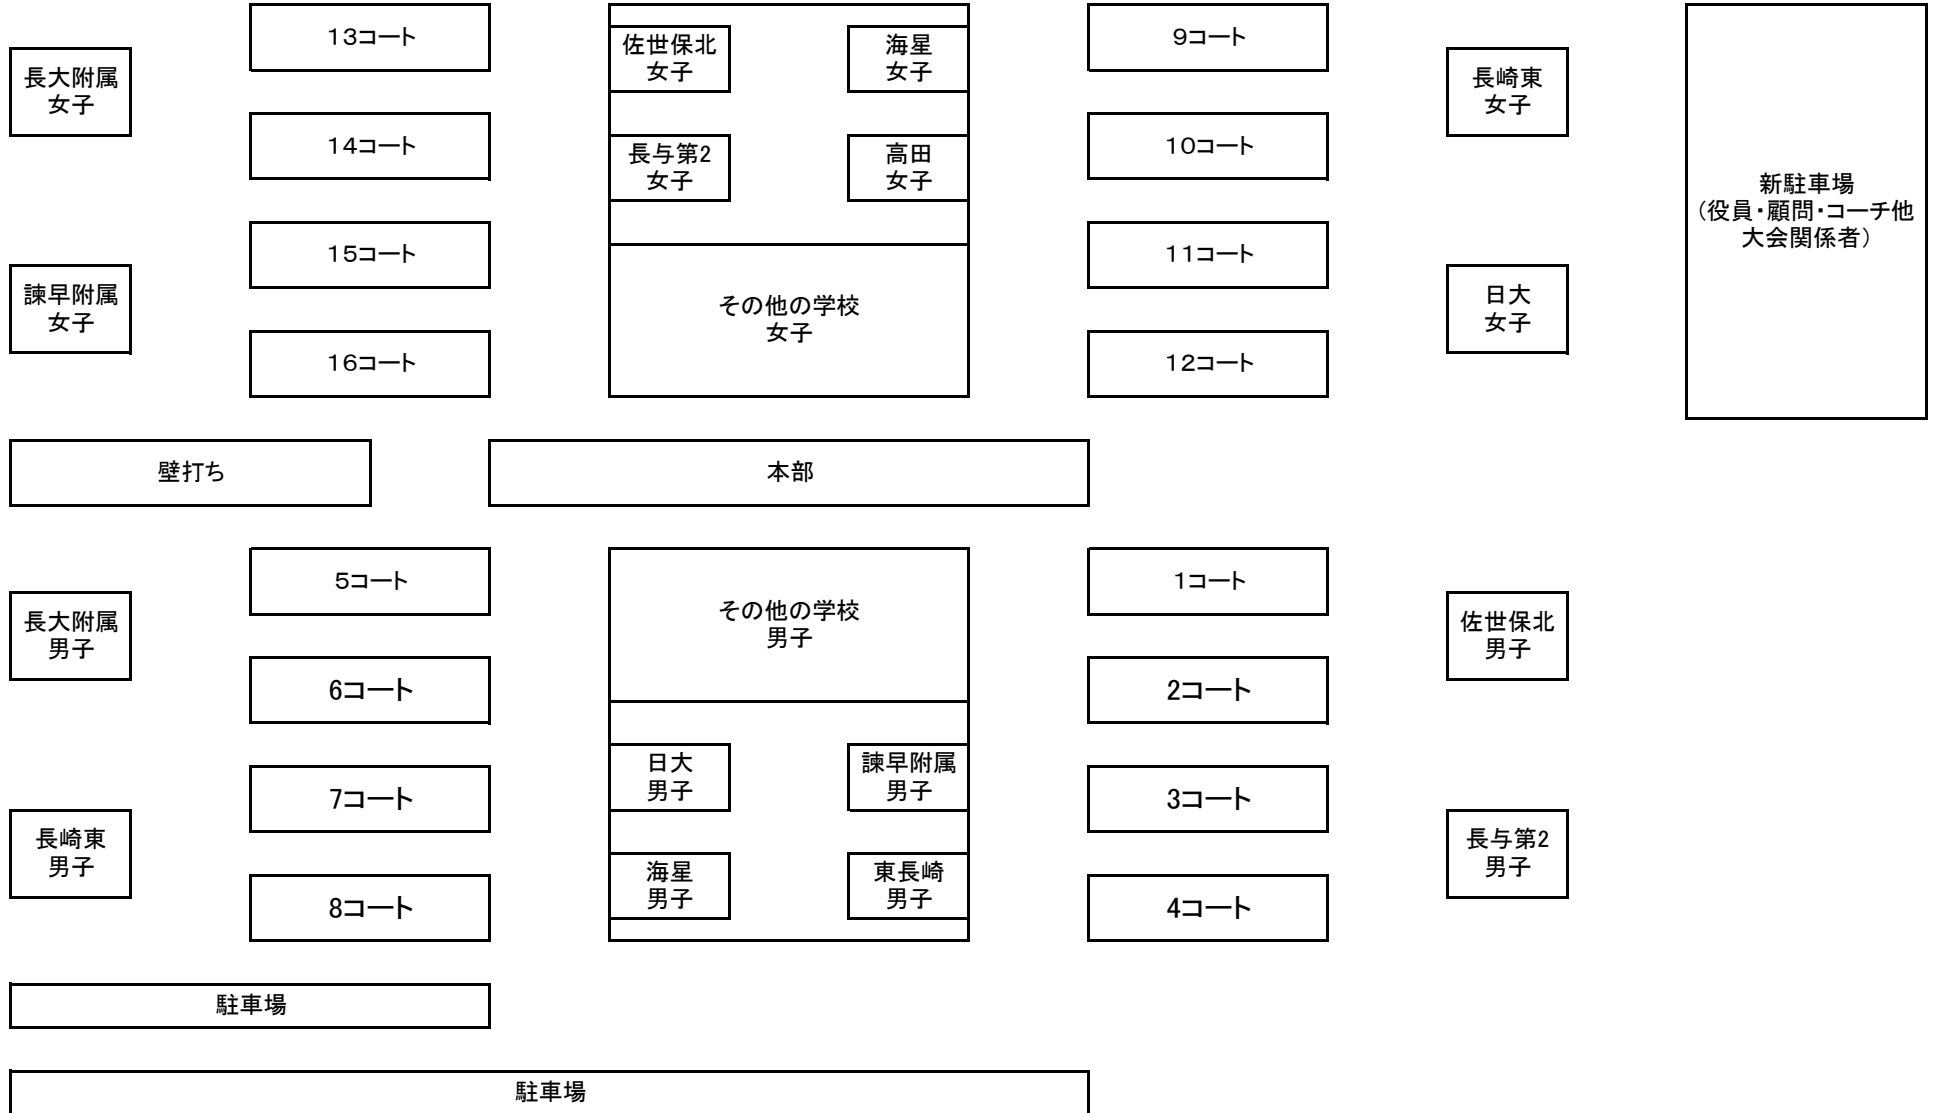 13コート
佐世保北
女子
海星
女子
9コート
長大附属
女子
長崎東
女子
14コート
長与第2
女子
高田
女子
10コート
新駐車場
（役員・顧問・コーチ他
大会関係者）
15コート
11コート
諫早附属
女子
その他の学校
女子
日大
女子
16コート
12コート
壁打ち
本部
5コート
その他の学校
男子
1コート
長大附属
男子
佐世保北
男子
6コート
2コート
日大
男子
諫早附属
男子
7コート
3コート
長崎東
男子
海星
男子
東長崎
男子
長与第2
男子
8コート
4コート
駐車場
駐車場